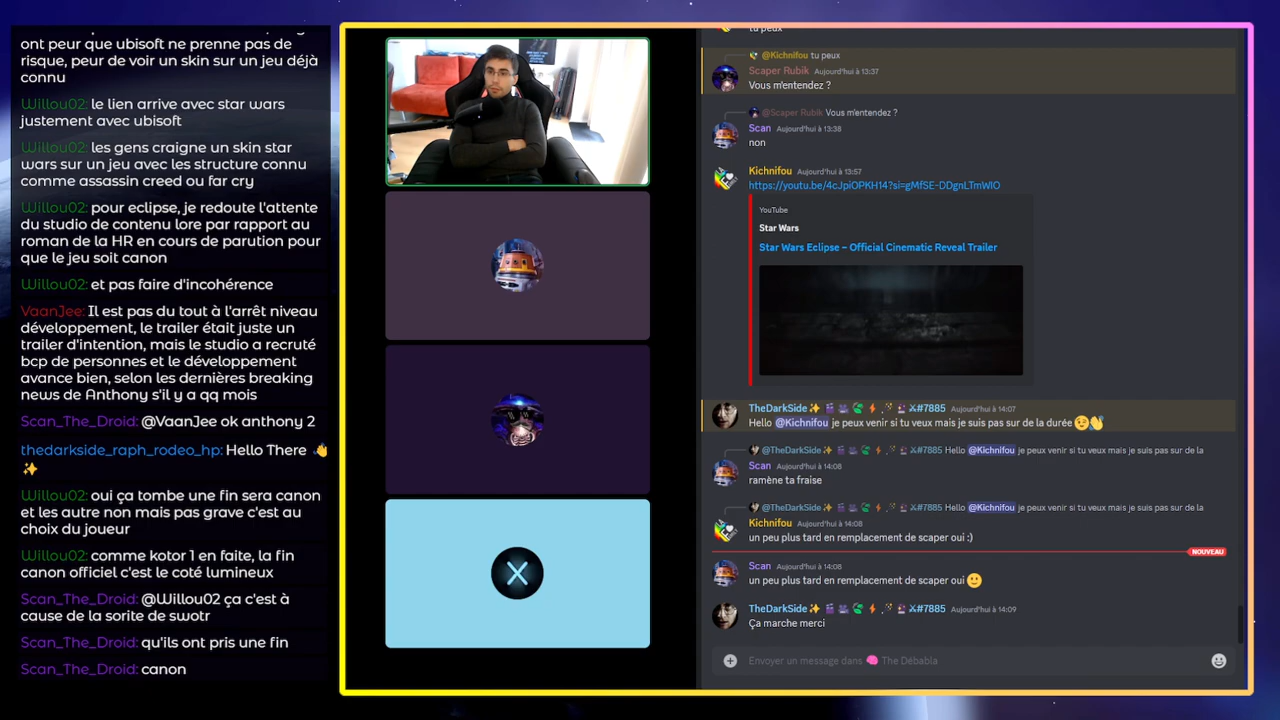 ont peur que ubisoft ne prenne pas de
risque, d'avoir un skin sur un jeu déjà
connu
Willou02: le lien arrive avec star wars
justement avec ubisoft
Willou02: les gens craigne un skin star
wars sur un jeu avec les structure connu
comme assassin creed ou far cry
Willou02: pour eclipse, je redoute l'attente
du studio de contenu lore par rapport au
roman de la HR en cours de parution pour
que le jeu soit canon
Willou02: et pas faire d'incohérence
VaanJee: Il est pas du tout à l'arrêt niveau
développement, le trailer était juste un
trailer d'intention, mais le studio a recruté
bcp de personnes et le développement
avance bien, selon les dernières breaking
news de Anthony s'il y a qq mois
Scan_The_Droid: @VaanJee ok anthony 2
thedarkside_raph_rodeo_hp: Hello There 👋
✨
Willou02: oui ça tombe une fin sera canon
et les autre non mais pas grave c'est au
choix du joueur
Willou02: comme kotor 1 en faite, la fin
canon officiel c'est le coté lumineux
Scan_The_Droid: @Willou02 ça c'est à
cause de la sorite de swotr
Scan_The_Droid: qu'ils ont pris une fin
Scan_The_Droid: canon
tu peux
@Kichnifou tu peux
Scaper Rubik Aujourd'hui à 13:37
Vous m'entendez ?
@Scaper Rubik Vous m'entendez ?
Scan Aujourd'hui à 13:38
non
Kichnifou Aujourd'hui à 13:57
https://youtu.be/4cJpiOPKH14?si=gMfSE-DDgnLTmWIO
YouTube
Star Wars
Star Wars Eclipse – Official Cinematic Reveal Trailer
TheDarkSide✨ #7885 Aujourd'hui à 14:07
Hello @Kichnifou je peux venir si tu veux mais je suis pas sur de la durée 😉👋
@TheDarkSide✨ #7885 Hello @Kichnifou je peux venir si tu veux mais je suis pas sur de la
Scan Aujourd'hui à 14:08
ramène ta fraise
@TheDarkSide✨ #7885 Hello @Kichnifou je peux venir si tu veux mais je suis pas sur de la
Kichnifou Aujourd'hui à 14:08
un peu plus tard en remplacement de scaper oui :)
NOUVEAU
Scan Aujourd'hui à 14:08
un peu plus tard en remplacement de scaper oui 🙂
TheDarkSide✨ #7885 Aujourd'hui à 14:09
Ça marche merci
Envoyer un message dans 🧠 The Débabla